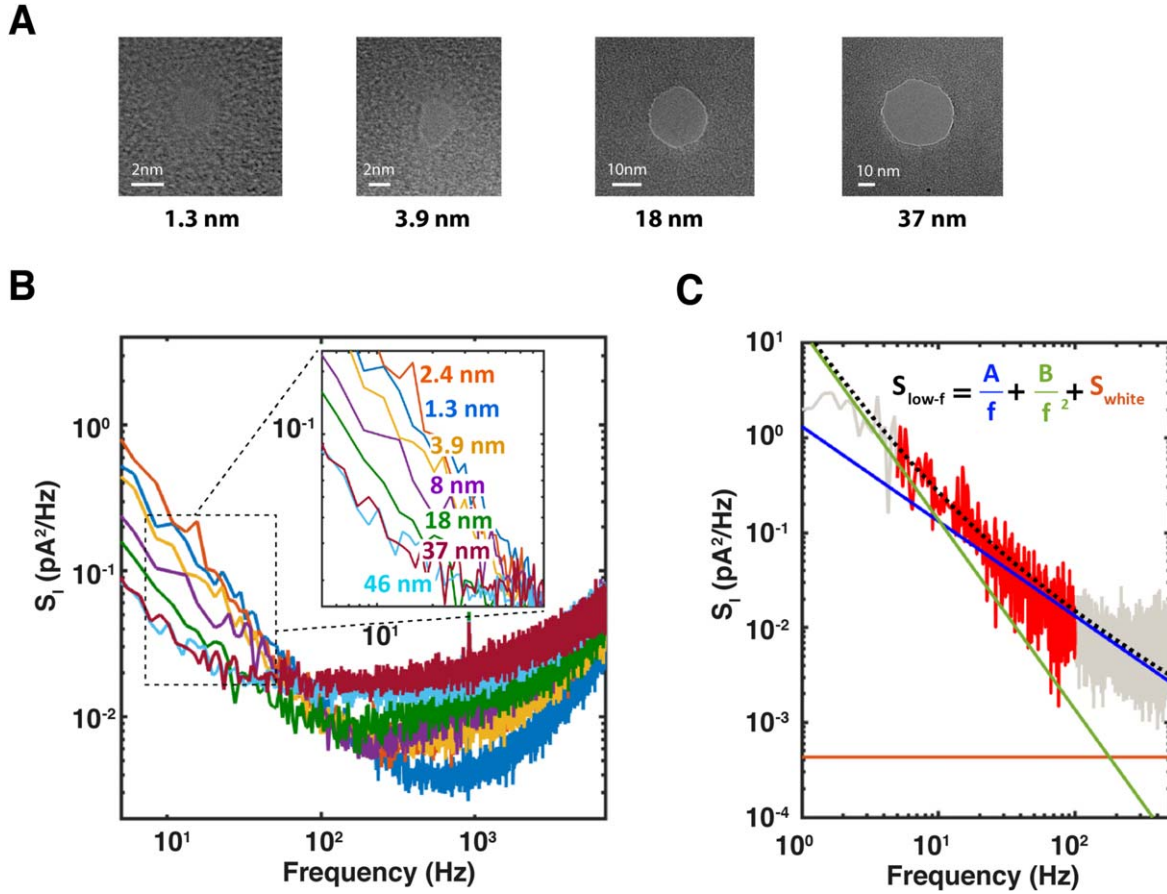 A
2nm
2nm
10nm
10 nm
1.3 nm
3.9 nm
18 nm
37 nm
B
S_I (pA²/Hz)
10⁰
10⁻¹
10⁻²
10¹
10²
10³
Frequency (Hz)
10⁻¹
10¹
2.4 nm
1.3 nm
3.9 nm
8 nm
18 nm
37 nm
46 nm
C
S_I (pA²/Hz)
10¹
10⁰
10⁻¹
10⁻²
10⁻³
10⁻⁴
10⁰
10¹
10²
Frequency (Hz)
S_low-f = A/f + B/f² + S_white